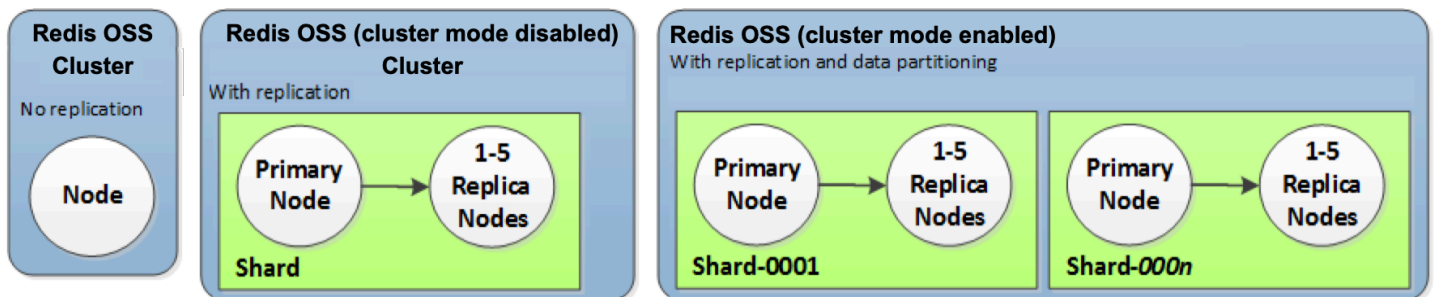 Redis OSS
Cluster
No replication
Node
Redis OSS (cluster mode disabled)
Cluster
With replication
Primary
Node
1-5
Replica
Nodes
Shard
Redis OSS (cluster mode enabled)
With replication and data partitioning
Primary
Node
1-5
Replica
Nodes
Shard-0001
Primary
Node
1-5
Replica
Nodes
Shard-000n